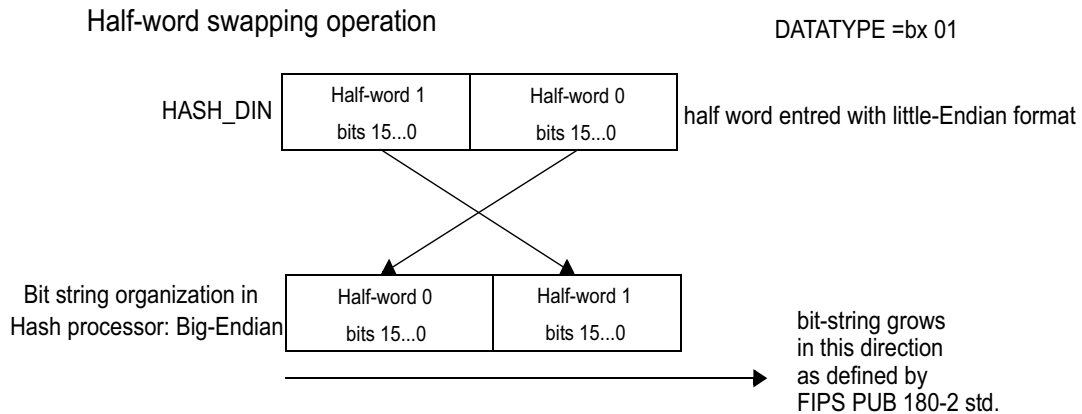 Half-word swapping operation
DATATYPE =bx 01
HASH_DIN
Half-word 1
bits 15...0
Half-word 0
bits 15...0
half word entred with little-Endian format
Bit string organization in
Hash processor: Big-Endian
Half-word 0
bits 15...0
Half-word 1
bits 15...0
bit-string grows
in this direction
as defined by
FIPS PUB 180-2 std.